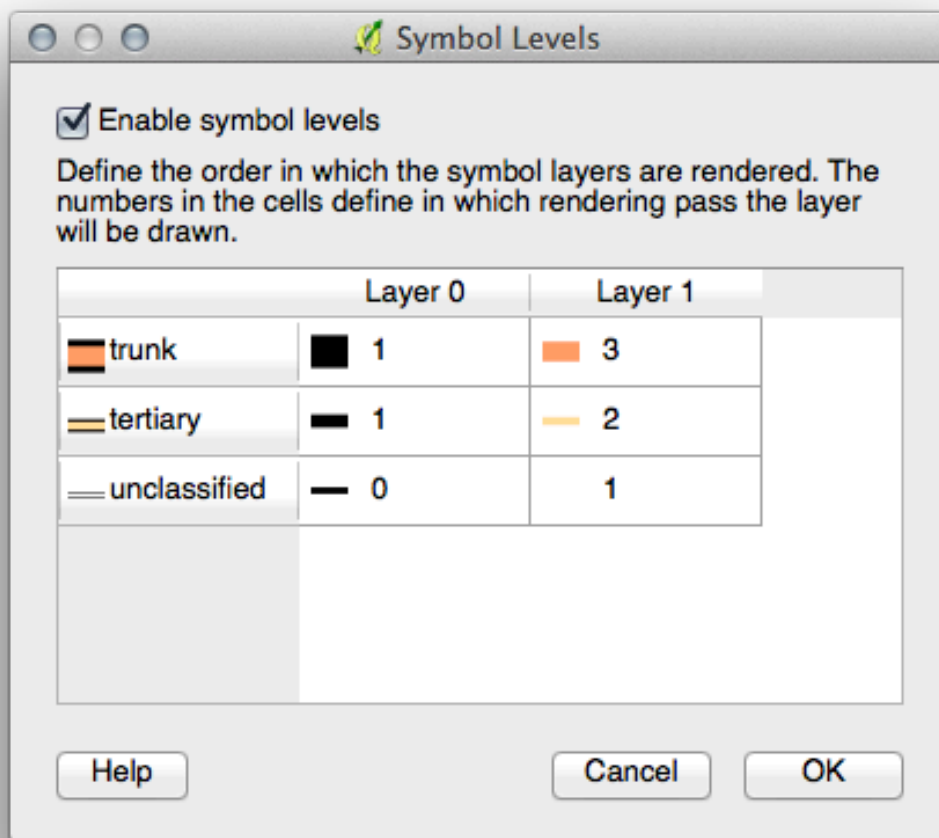 Symbol Levels
Enable symbol levels
Define the order in which the symbol layers are rendered. The
numbers in the cells define in which rendering pass the layer
will be drawn.
Layer 0 Layer 1
trunk 1 3
tertiary 1 2
unclassified 0 1
Help Cancel OK